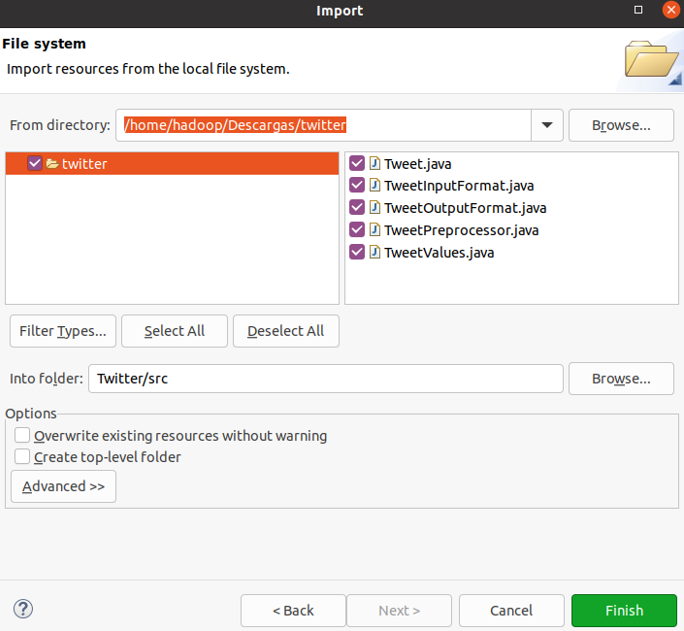 Import
File system
Import resources from the local file system.
From directory: /home/hadoop/Descargas/twitter Browse...
twitter
Tweet.java
TweetInputFormat.java
TweetOutputFormat.java
TweetPreprocessor.java
TweetValues.java
Filter Types... Select All Deselect All
Into folder: Twitter/src Browse...
Options
Overwrite existing resources without warning
Create top-level folder
Advanced >>
? < Back Next > Cancel Finish